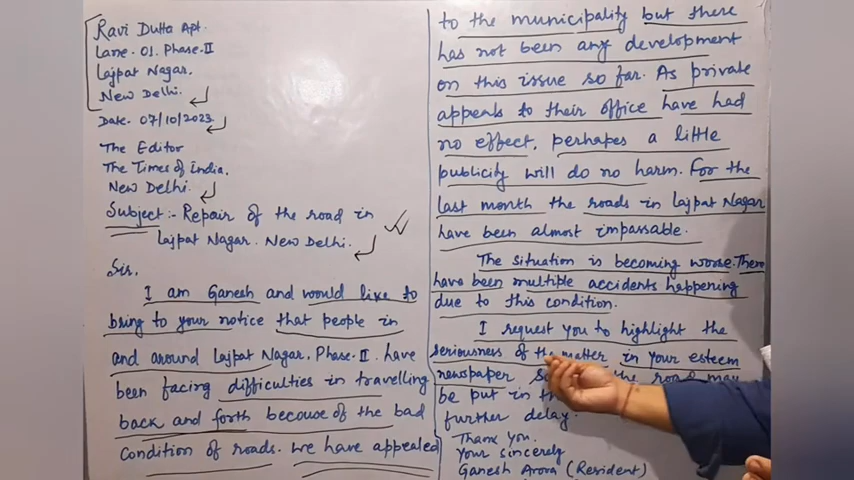 Ravi Dutta Apt.
Lane. 01. Phase. II
Lajpat Nagar.
New Delhi.
Date. 07/10/2023
The Editor
The Times of India.
New Delhi.
Subject:- Repair of the road in
Lajpat Nagar. New Delhi.
Sir.
I am Ganesh and would like to
bring to your notice that people in
and around Lajpat Nagar. Phase. II. have
been facing difficulties in travelling
back and forth because of the bad
condition of roads. we have appealed
to the municipality but there
has not been any development
on this issue so far. As private
appeals to their office have had
no effect, perhapes a little
publicity will do no harm. For the
last month the roads in Lajpat Nagar
have been almost impassable.
The situation is becoming worse. There
have been multiple accidents happening
due to this condition.
I request you to highlight the
seriousness of the matter in your esteem
newspaper the road may
be put in
further delay.
Thank you.
Your sincerely
Ganesh Arora (Resident)